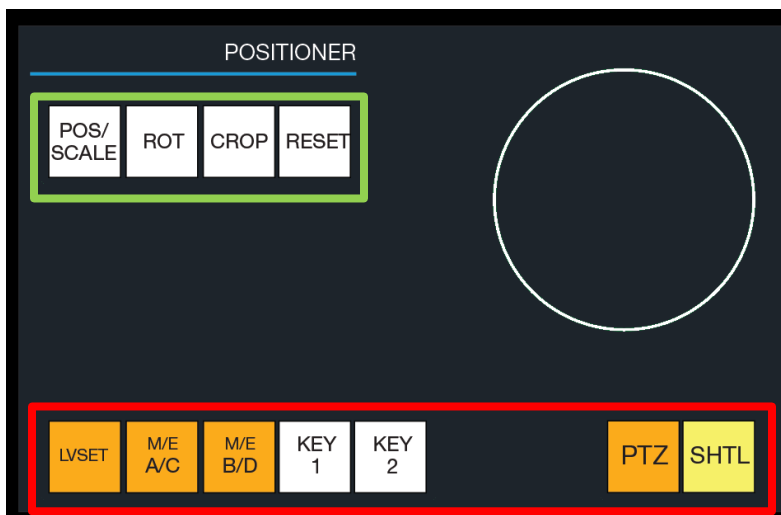 POSITIONER
POS/
SCALE
ROT
CROP
RESET
LVSET
M/E
A/C
M/E
B/D
KEY
1
KEY
2
PTZ
SHTL